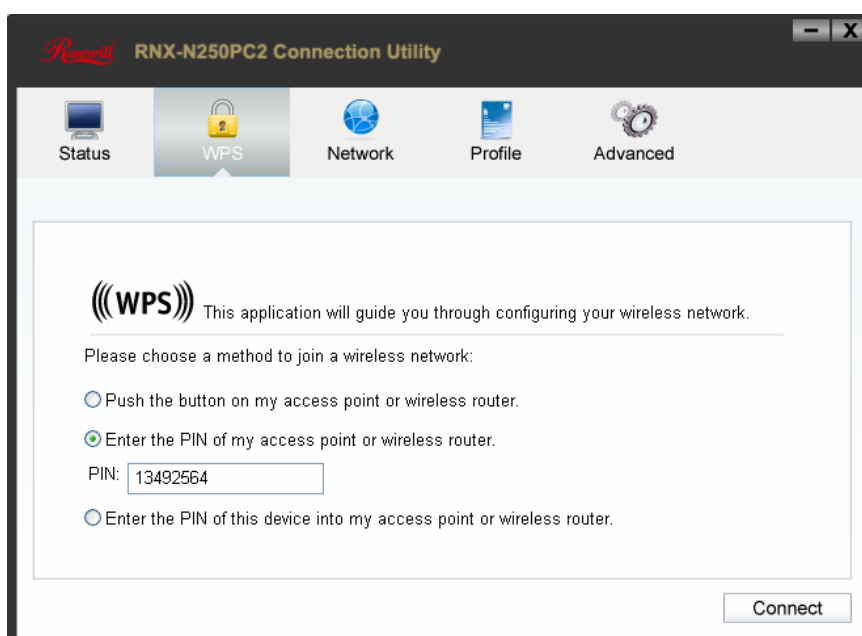 Rosewill RNX-N250PC2 Connection Utility
Status WPS Network Profile Advanced
(((WPS))) This application will guide you through configuring your wireless network.
Please choose a method to join a wireless network:
Push the button on my access point or wireless router.
Enter the PIN of my access point or wireless router.
PIN: 13492564
Enter the PIN of this device into my access point or wireless router.
Connect